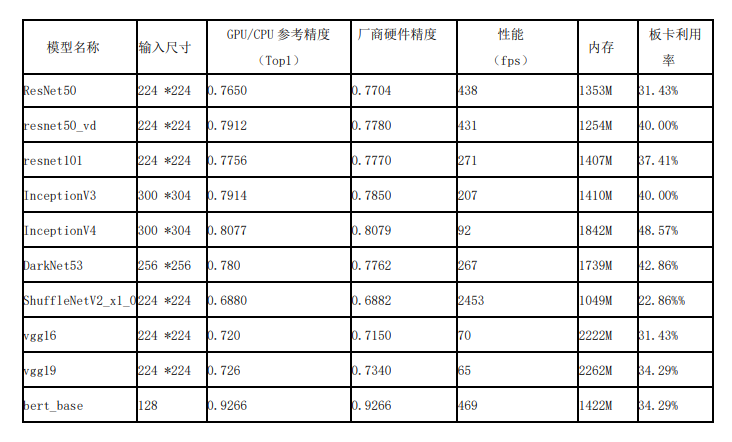 模型名称 输入尺寸 GPU/CPU 参考精度（Top1） 厂商硬件精度 性能（fps） 内存 板卡利用率
ResNet50 224 *224 0.7650 0.7704 438 1353M 31.43%
resnet50_vd 224 *224 0.7912 0.7780 431 1254M 40.00%
resnet101 224 *224 0.7756 0.7770 271 1407M 37.41%
InceptionV3 300 *304 0.7914 0.7850 207 1410M 40.00%
InceptionV4 300 *304 0.8077 0.8079 92 1842M 48.57%
DarkNet53 256 *256 0.780 0.7762 267 1739M 42.86%
ShuffleNetV2_x1_0 224 *224 0.6880 0.6882 2453 1049M 22.86%%
vgg16 224 *224 0.720 0.7150 70 2222M 31.43%
vgg19 224 *224 0.726 0.7340 65 2262M 34.29%
bert_base 128 0.9266 0.9266 469 1422M 34.29%